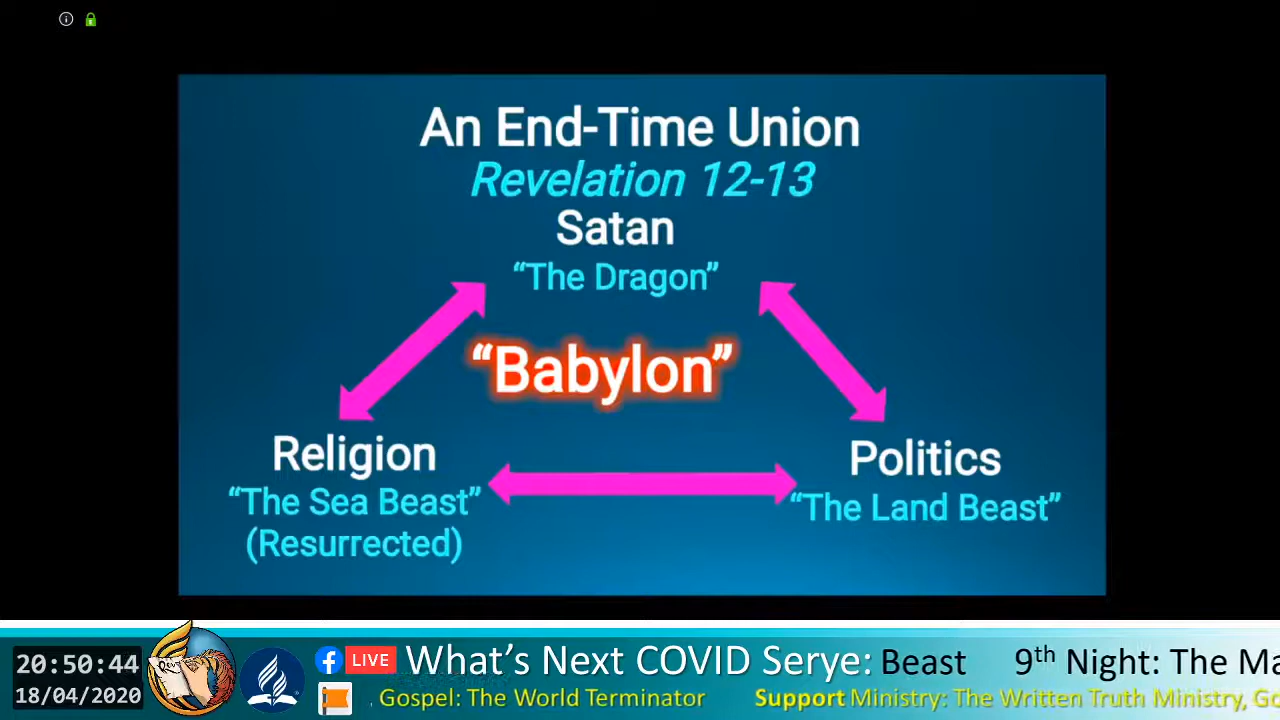 An End-Time Union
Revelation 12-13
Satan
“The Dragon”
“Babylon”
Religion
“The Sea Beast”
(Resurrected)
Politics
“The Land Beast”
20:50:44
18/04/2020
LIVE
What’s Next COVID Serye: Beast 9th Night: The Ma
. Gospel: The World Terminator Support Ministry: The Written Truth Ministry, Go